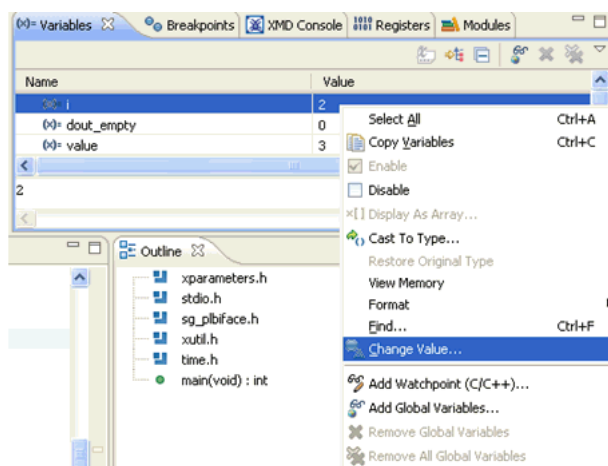 (x)= Variables Breakpoints XMD Console 1010 0101 Registers Modules
Name Value
(x)= i 2
(x)= dout_empty 0
(x)= value 3
2
Select All Ctrl+A
Copy Variables Ctrl+C
Enable
Disable
×[] Display As Array...
Cast To Type...
Restore Original Type
View Memory
Format
Find... Ctrl+F
Change Value...
Add Watchpoint (C/C++)...
Add Global Variables...
Remove Global Variables
Remove All Global Variables
Outline
xparameters.h
stdio.h
sg_plbiface.h
xutil.h
time.h
main(void) : int